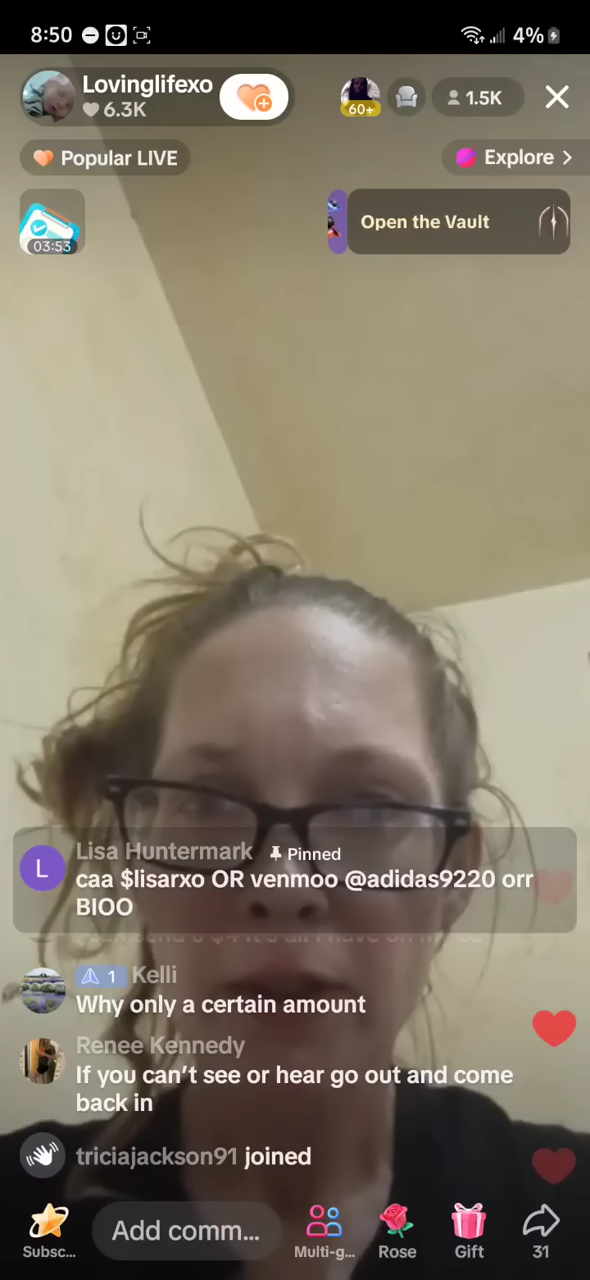 8:50
4%
Lovinglifexo
6.3K
60+
1.5K
Popular LIVE
Explore
03:53
Open the Vault
Lisa Huntermark Pinned
caa $lisarxo OR venmoo @adidas9220 orr
BIOO
L
1 Kelli
Why only a certain amount
Renee Kennedy
If you can't see or hear go out and come
back in
triciajackson91 joined
Add comm...
Subsc...
Multi-g...
Rose
Gift
31